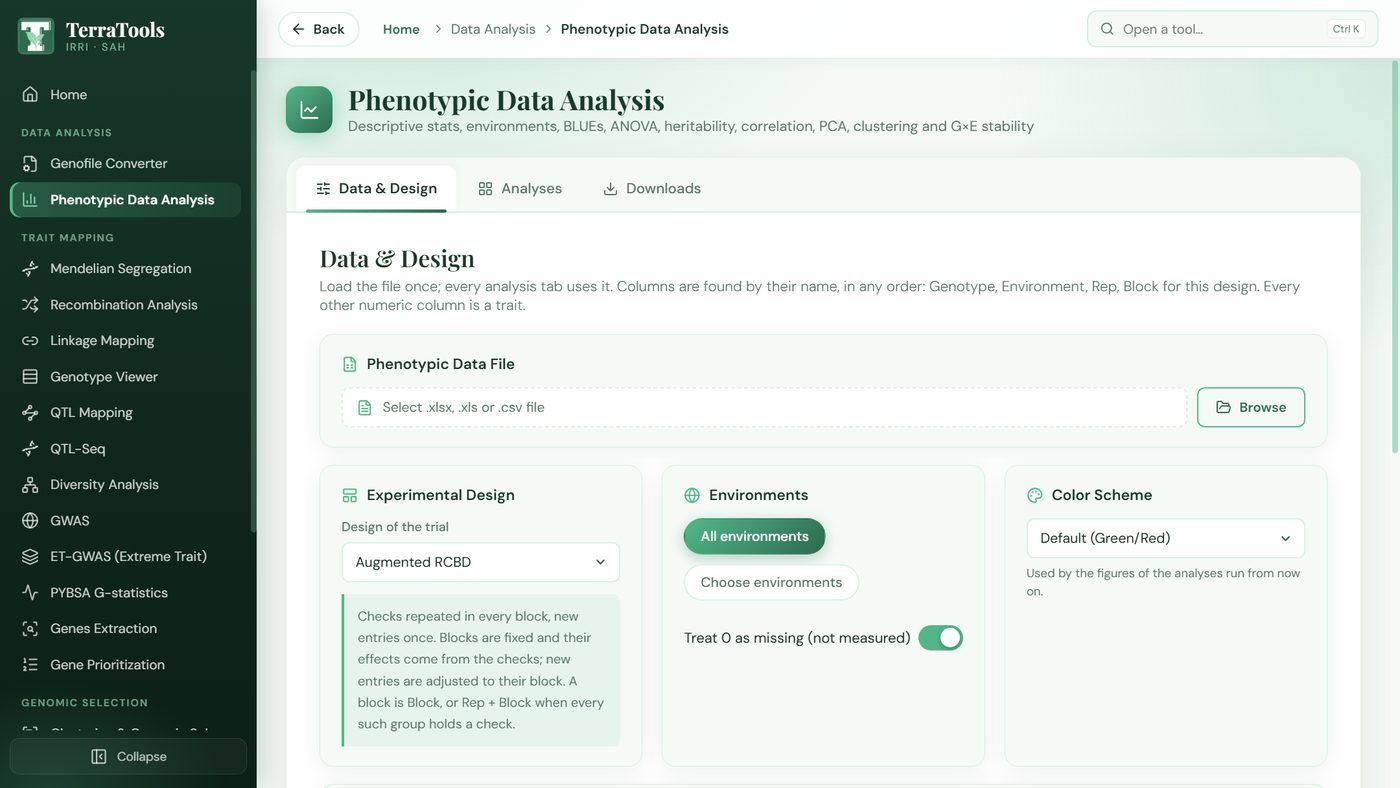 TerraTools
IRRI · SAH
Home
DATA ANALYSIS
Genofile Converter
Phenotypic Data Analysis
TRAIT MAPPING
Mendelian Segregation
Recombination Analysis
Linkage Mapping
Genotype Viewer
QTL Mapping
QTL-Seq
Diversity Analysis
GWAS
ET-GWAS (Extreme Trait)
PYBSA G-statistics
Genes Extraction
Gene Prioritization
GENOMIC SELECTION
Collapse
Back
Home > Data Analysis > Phenotypic Data Analysis
Open a tool...
Ctrl K
Phenotypic Data Analysis
Descriptive stats, environments, BLUEs, ANOVA, heritability, correlation, PCA, clustering and G×E stability
Data & Design
Analyses
Downloads
Data & Design
Load the file once; every analysis tab uses it. Columns are found by their name, in any order: Genotype, Environment, Rep, Block for this design. Every
other numeric column is a trait.
Phenotypic Data File
Select .xlsx, .xls or .csv file
Browse
Experimental Design
Design of the trial
Augmented RCBD
Checks repeated in every block, new
entries once. Blocks are fixed and their
effects come from the checks; new
entries are adjusted to their block. A
block is Block, or Rep + Block when every
such group holds a check.
Environments
All environments
Choose environments
Treat 0 as missing (not measured)
Color Scheme
Default (Green/Red)
Used by the figures of the analyses run from now
on.